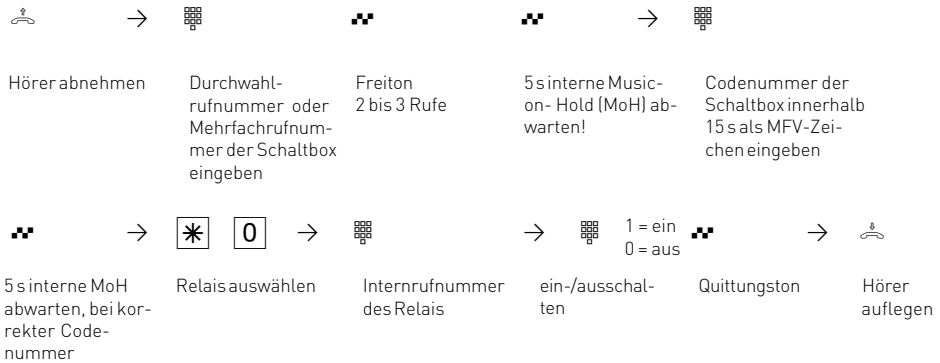 Hörer abnehmen
Durchwahl-
rufnummer oder
Mehrfachrufnum-
mer der Schaltbox
eingeben
Freiton
2 bis 3 Rufe
5 s interne Music-
on- Hold (MoH) ab-
warten!
Codenummer der
Schaltbox innerhalb
15 s als MFV-Zei-
chen eingeben
* 0
1 = ein
0 = aus
5 s interne MoH
abwarten, bei kor-
rekter Code-
nummer
Relais auswählen
Internrufnummer
des Relais
ein-/ausschal-
ten
Quittungston
Hörer
auflegen